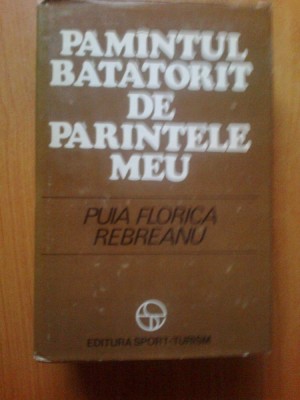 PAMINTUL
BATATORIT
DE
PARINTELE
MEU
PUIA FLORICA
REBREANU
EDITURA SPORT-TURISM